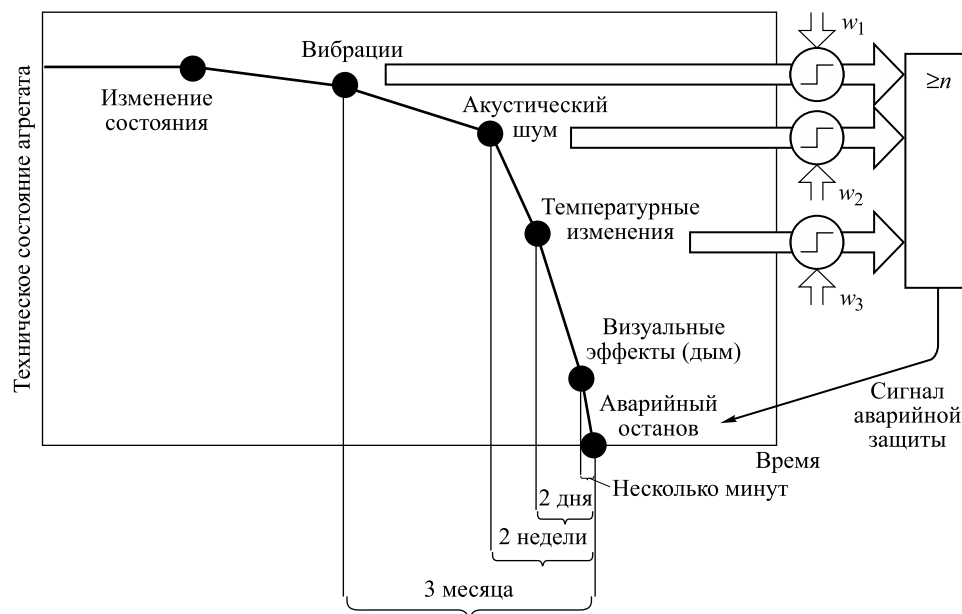 Техническое состояние агрегата
Вибрации
Изменение
состояния
Акустический
шум
Температурные
изменения
Визуальные
эффекты (дым)
Аварийный
останов
w1
≥n
w2
w3
Сигнал
аварийной
защиты
Время
Несколько минут
2 дня
2 недели
3 месяца